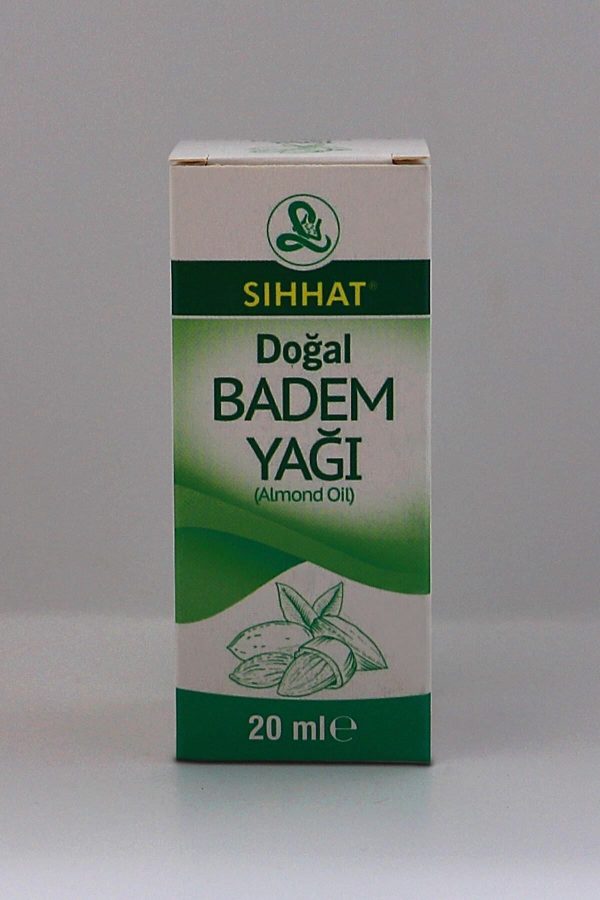 SIHHAT®
Doğal
BADEM
YAĞI
(Almond Oil)
20 ml℮